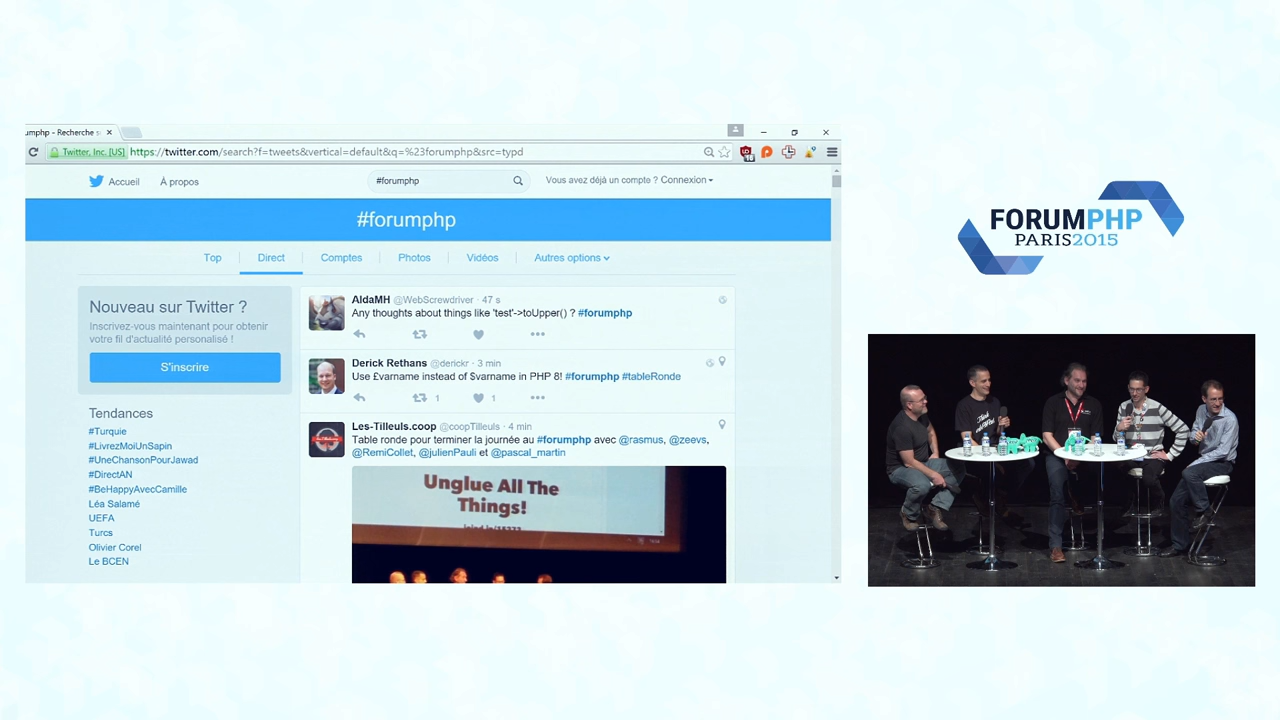 umphp - Recherche s
Twitter, Inc. [US] https://twitter.com/search?f=tweets&vertical=default&q=%23forumphp&src=typd
Accueil À propos
#forumphp
Vous avez déjà un compte ? Connexion
#forumphp
Top Direct Comptes Photos Vidéos Autres options
Nouveau sur Twitter ?
Inscrivez-vous maintenant pour obtenir
votre fil d'actualité personalisé !
S'inscrire
Tendances
#Turquie
#LivrezMoiUnSapin
#UneChansonPourJawad
#DirectAN
#BeHappyAvecCamille
Léa Salamé
UEFA
Turcs
Olivier Corel
Le BCEN
AldaMH @WebScrewdriver · 47 s
Any thoughts about things like 'test'->toUpper() ? #forumphp
Derick Rethans @derickr · 3 min
Use £varname instead of $varname in PHP 8! #forumphp #tableRonde
1 1
Les-Tilleuls.coop @coopTilleuls · 4 min
Table ronde pour terminer la journée au #forumphp avec @rasmus, @zeevs,
@RemiCollet, @julienPauli et @pascal_martin
Unglue All The
Things!
FORUMPHP
PARIS2015